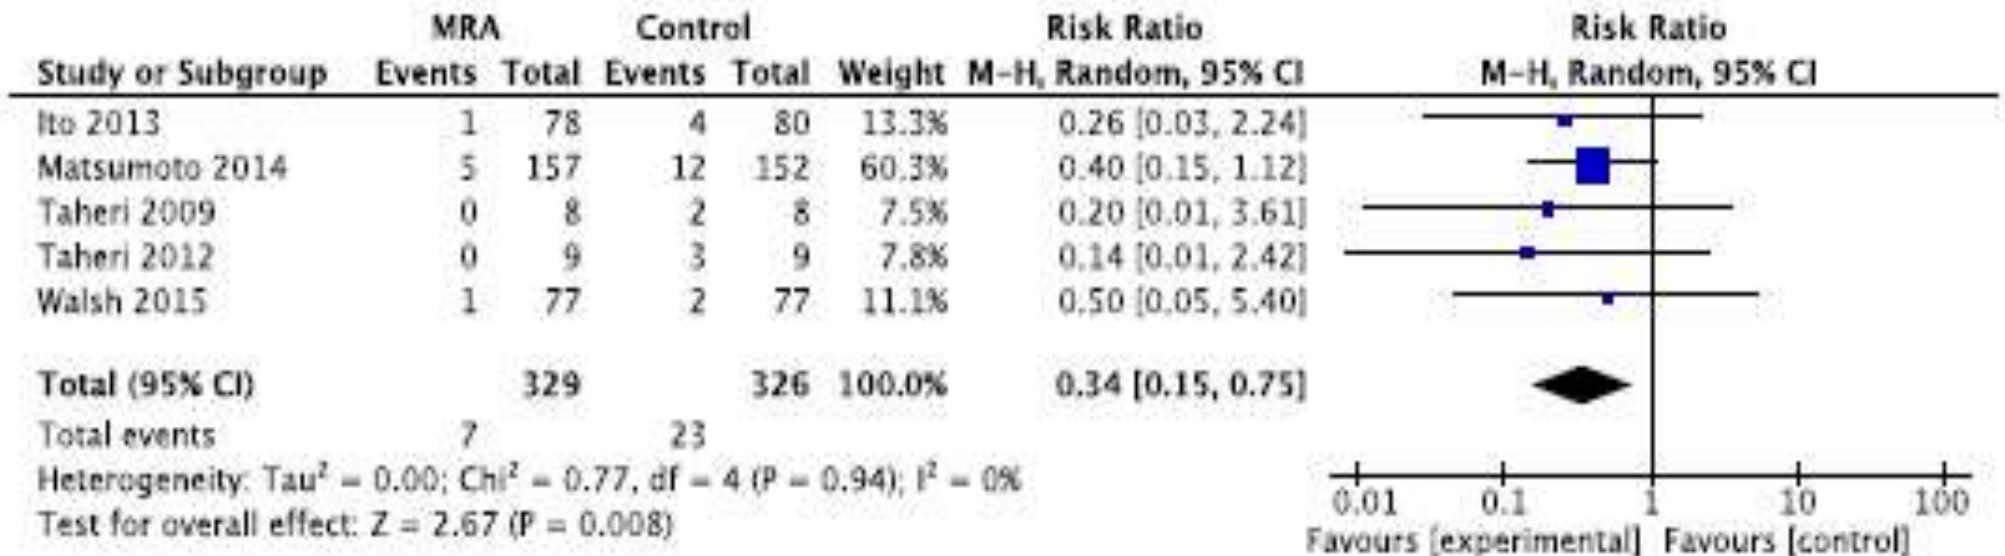 MRA Control Risk Ratio Risk Ratio
Study or Subgroup Events Total Events Total Weight M-H, Random, 95% CI M-H, Random, 95% CI
Ito 2013 1 78 4 80 13.3% 0.26 [0.03, 2.24]
Matsumoto 2014 5 157 12 152 60.3% 0.40 [0.15, 1.12]
Taheri 2009 0 8 2 8 7.5% 0.20 [0.01, 3.61]
Taheri 2012 0 9 3 9 7.8% 0.14 [0.01, 2.42]
Walsh 2015 1 77 2 77 11.1% 0.50 [0.05, 5.40]
Total (95% CI) 329 326 100.0% 0.34 [0.15, 0.75]
Total events 7 23
Heterogeneity: Tau² = 0.00; Chi² = 0.77, df = 4 (P = 0.94); I² = 0%
Test for overall effect: Z = 2.67 (P = 0.008)
0.01 0.1 1 10 100
Favours [experimental] Favours [control]